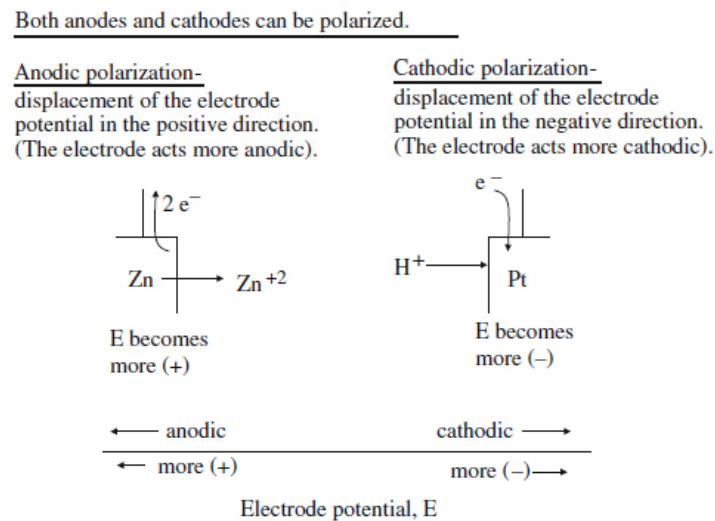 Both anodes and cathodes can be polarized.
Anodic polarization-
displacement of the electrode
potential in the positive direction.
(The electrode acts more anodic).
Cathodic polarization-
displacement of the electrode
potential in the negative direction.
(The electrode acts more cathodic).
2 e⁻
Zn
Zn⁺²
E becomes
more (+)
e⁻
H⁺
Pt
E becomes
more (–)
anodic
cathodic
more (+)
more (–)
Electrode potential, E